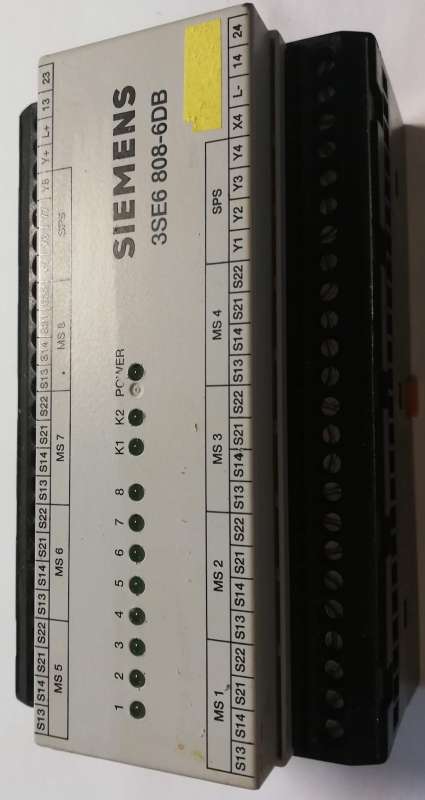 S13 S14 S21 S22 S13 S14 S21 S22 S13 S14 S21 S22 S13 S14 S21 Y+ L+ 13 23
MS 5 MS 6 MS 7 MS 8 SPS
1 2 3 4 5 6 7 8 K1 K2 POWER
SIEMENS
3SE6 808-6DB
MS 1 MS 2 MS 3 MS 4 SPS
S13 S14 S21 S22 S13 S14 S21 S22 S13 S14 S21 S22 S13 S14 S21 S22 Y1 Y2 Y3 Y4 X4 L- 14 24